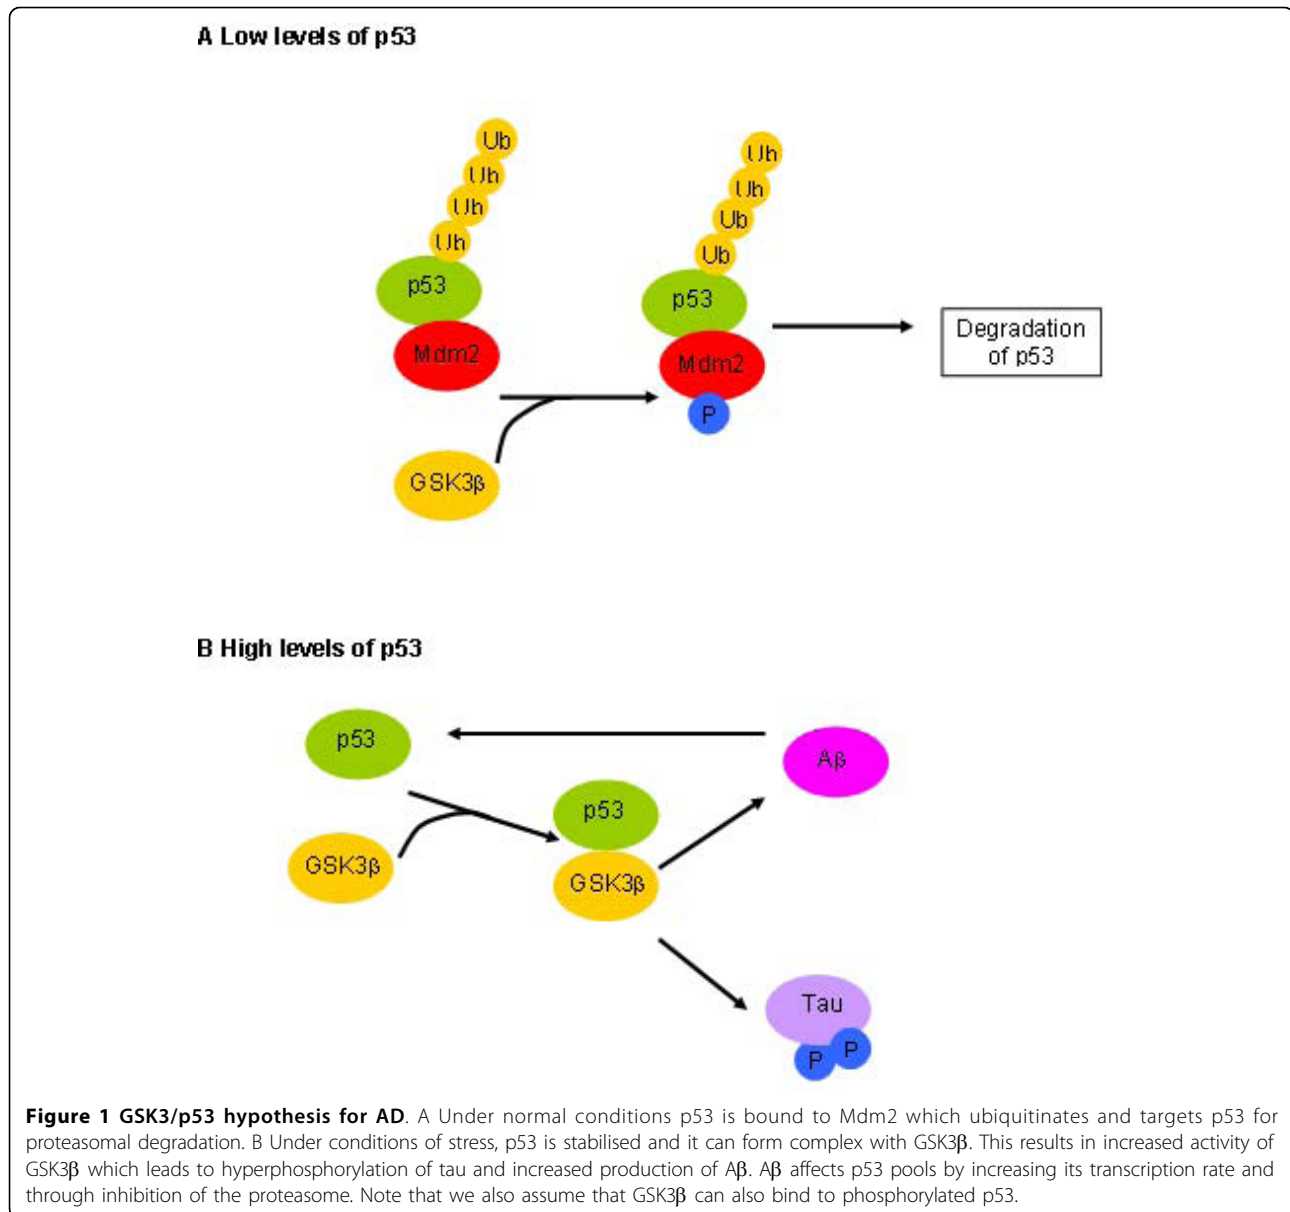 A Low levels of p53
Ub
Ub
Ub
Ub
p53
Mdm2
GSK3β
Ub
Ub
Ub
Ub
p53
Mdm2
P
Degradation
of p53
B High levels of p53
p53
GSK3β
p53
GSK3β
Aβ
Tau
P
P
Figure 1 GSK3/p53 hypothesis for AD. A Under normal conditions p53 is bound to Mdm2 which ubiquitinates and targets p53 for
proteasomal degradation. B Under conditions of stress, p53 is stabilised and it can form complex with GSK3β. This results in increased activity of
GSK3β which leads to hyperphosphorylation of tau and increased production of Aβ. Aβ affects p53 pools by increasing its transcription rate and
through inhibition of the proteasome. Note that we also assume that GSK3β can also bind to phosphorylated p53.